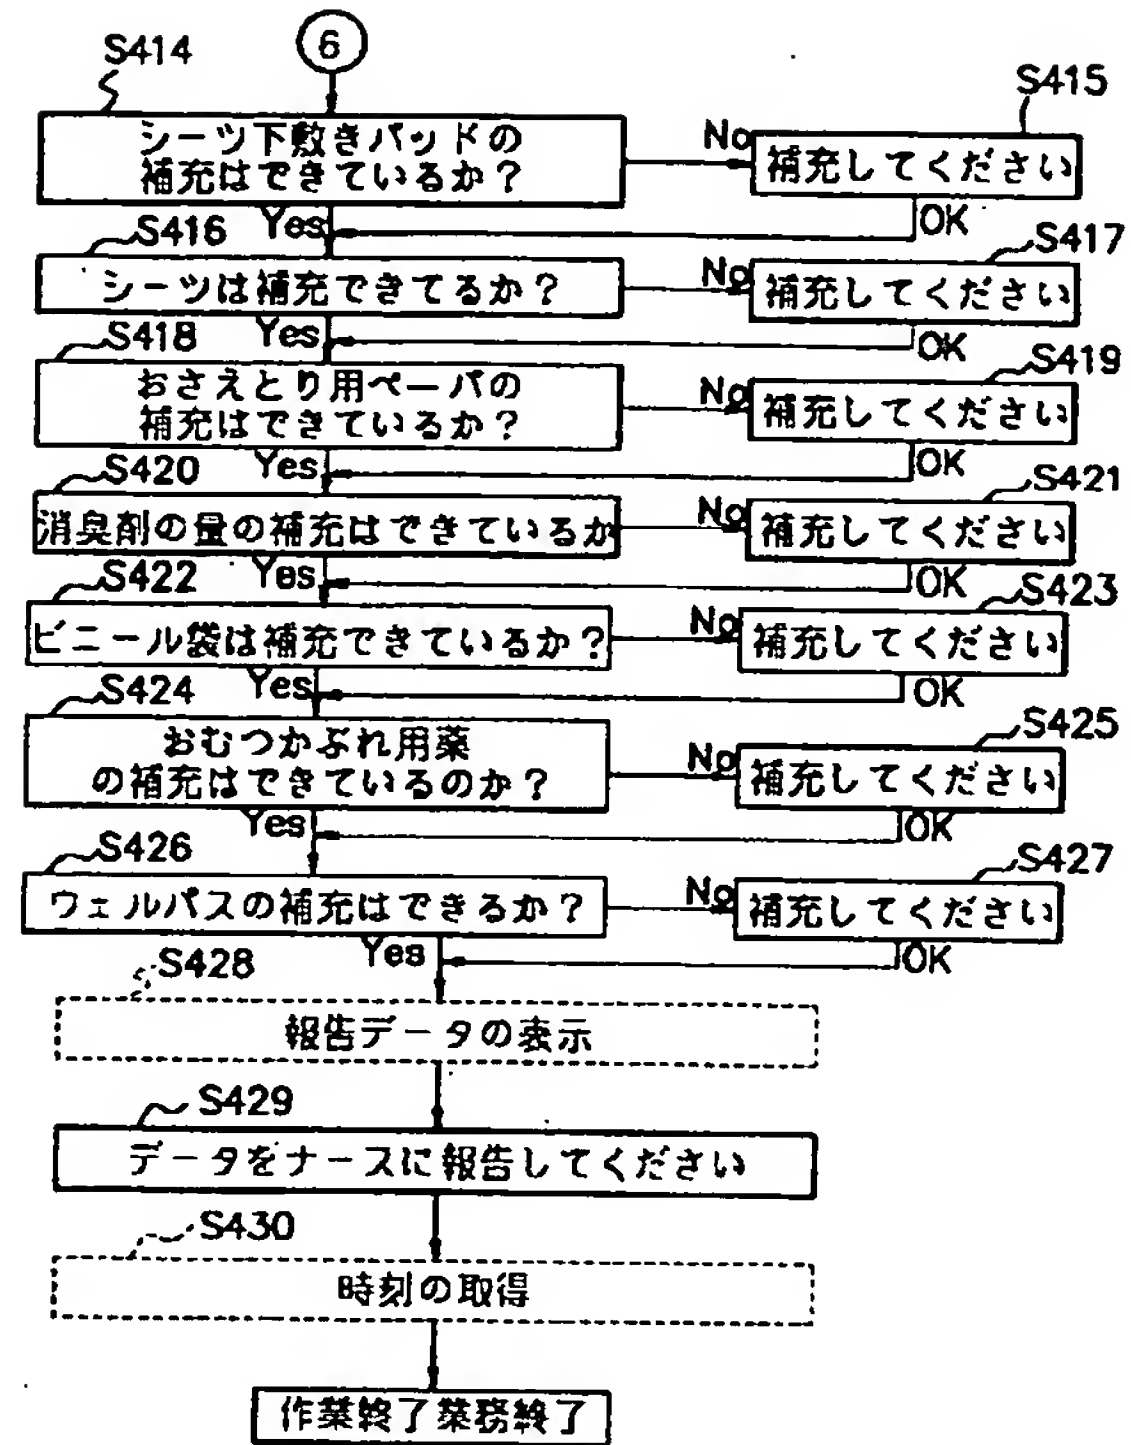 6
S414
シーツ下敷きパッドの
補充はできているか？
No
S415
補充してください
Yes
OK
S416
シーツは補充できてるか？
No
S417
補充してください
Yes
OK
S418
おさえとり用ペーパの
補充はできているか？
No
S419
補充してください
Yes
OK
S420
消臭剤の量の補充はできているか
No
S421
補充してください
Yes
OK
S422
ビニール袋は補充できているか？
No
S423
補充してください
Yes
OK
S424
おむつかぶれ用薬
の補充はできているのか？
No
S425
補充してください
Yes
OK
S426
ウェルパスの補充はできるか？
No
S427
補充してください
Yes
OK
S428
報告データの表示
S429
データをナースに報告してください
S430
時刻の取得
作業終了業務終了